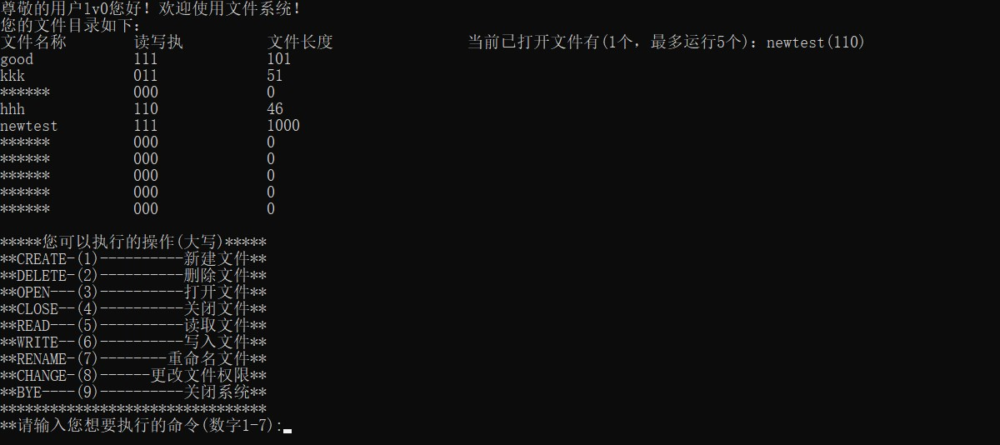 尊敬的用户lv0您好! 欢迎使用文件系统!
您的文件目录如下:
文件名称 读写执 文件长度 当前已打开文件有(1个, 最多运行5个): newtest(110)
good 111 101
kkk 011 51
****** 000 0
hhh 110 46
newtest 111 1000
****** 000 0
****** 000 0
****** 000 0
****** 000 0
****** 000 0
*****您可以执行的操作(大写)*****
**CREATE-(1)----------新建文件**
**DELETE-(2)----------删除文件**
**OPEN---(3)----------打开文件**
**CLOSE--(4)----------关闭文件**
**READ---(5)----------读取文件**
**WRITE--(6)----------写入文件**
**RENAME-(7)--------重命名文件**
**CHANGE-(8)------更改文件权限**
**BYE----(9)----------关闭系统**
********************************
**请输入您想要执行的命令(数字1-7):